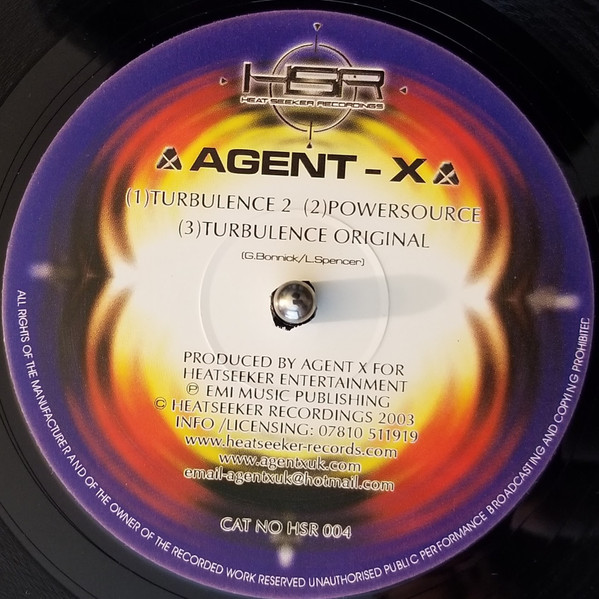 HSR
HEAT SEEKER RECORDINGS
AGENT - X
(1)TURBULENCE 2 (2)POWERSOURCE
(3)TURBULENCE ORIGINAL
(G.Bonnick/L.Spencer)
PRODUCED BY AGENT X FOR
HEATSEEKER ENTERTAINMENT
℗ EMI MUSIC PUBLISHING
© HEATSEEKER RECORDINGS 2003
INFO /LICENSING: 07810 511919
www.heatseeker-records.com
www.agentxuk.com
email-agentxuk@hotmail.com
CAT NO HSR 004
ALL RIGHTS OF THE MANUFACTURER AND OF THE OWNER OF THE RECORDED WORK RESERVED UNAUTHORISED PUBLIC PERFORMANCE BROADCASTING AND COPYING PROHIBITED